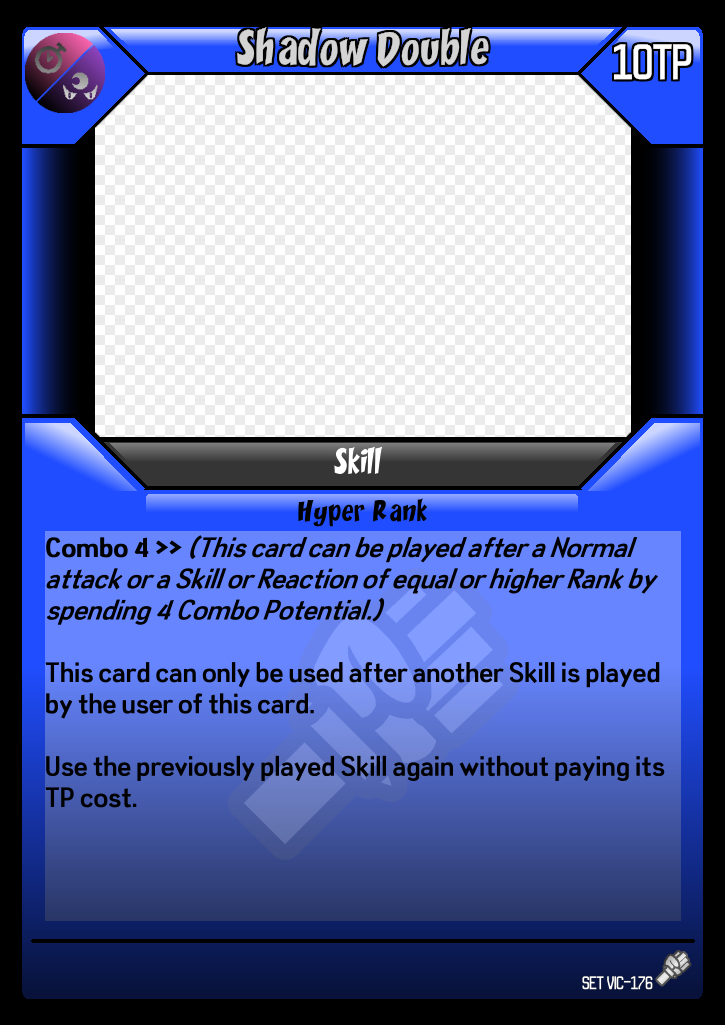 Shadow Double
10TP
Skill
Hyper Rank
Combo 4 >> (This card can be played after a Normal
attack or a Skill or Reaction of equal or higher Rank by
spending 4 Combo Potential.)
This card can only be used after another Skill is played
by the user of this card.
Use the previously played Skill again without paying its
TP cost.
SET VIC-176